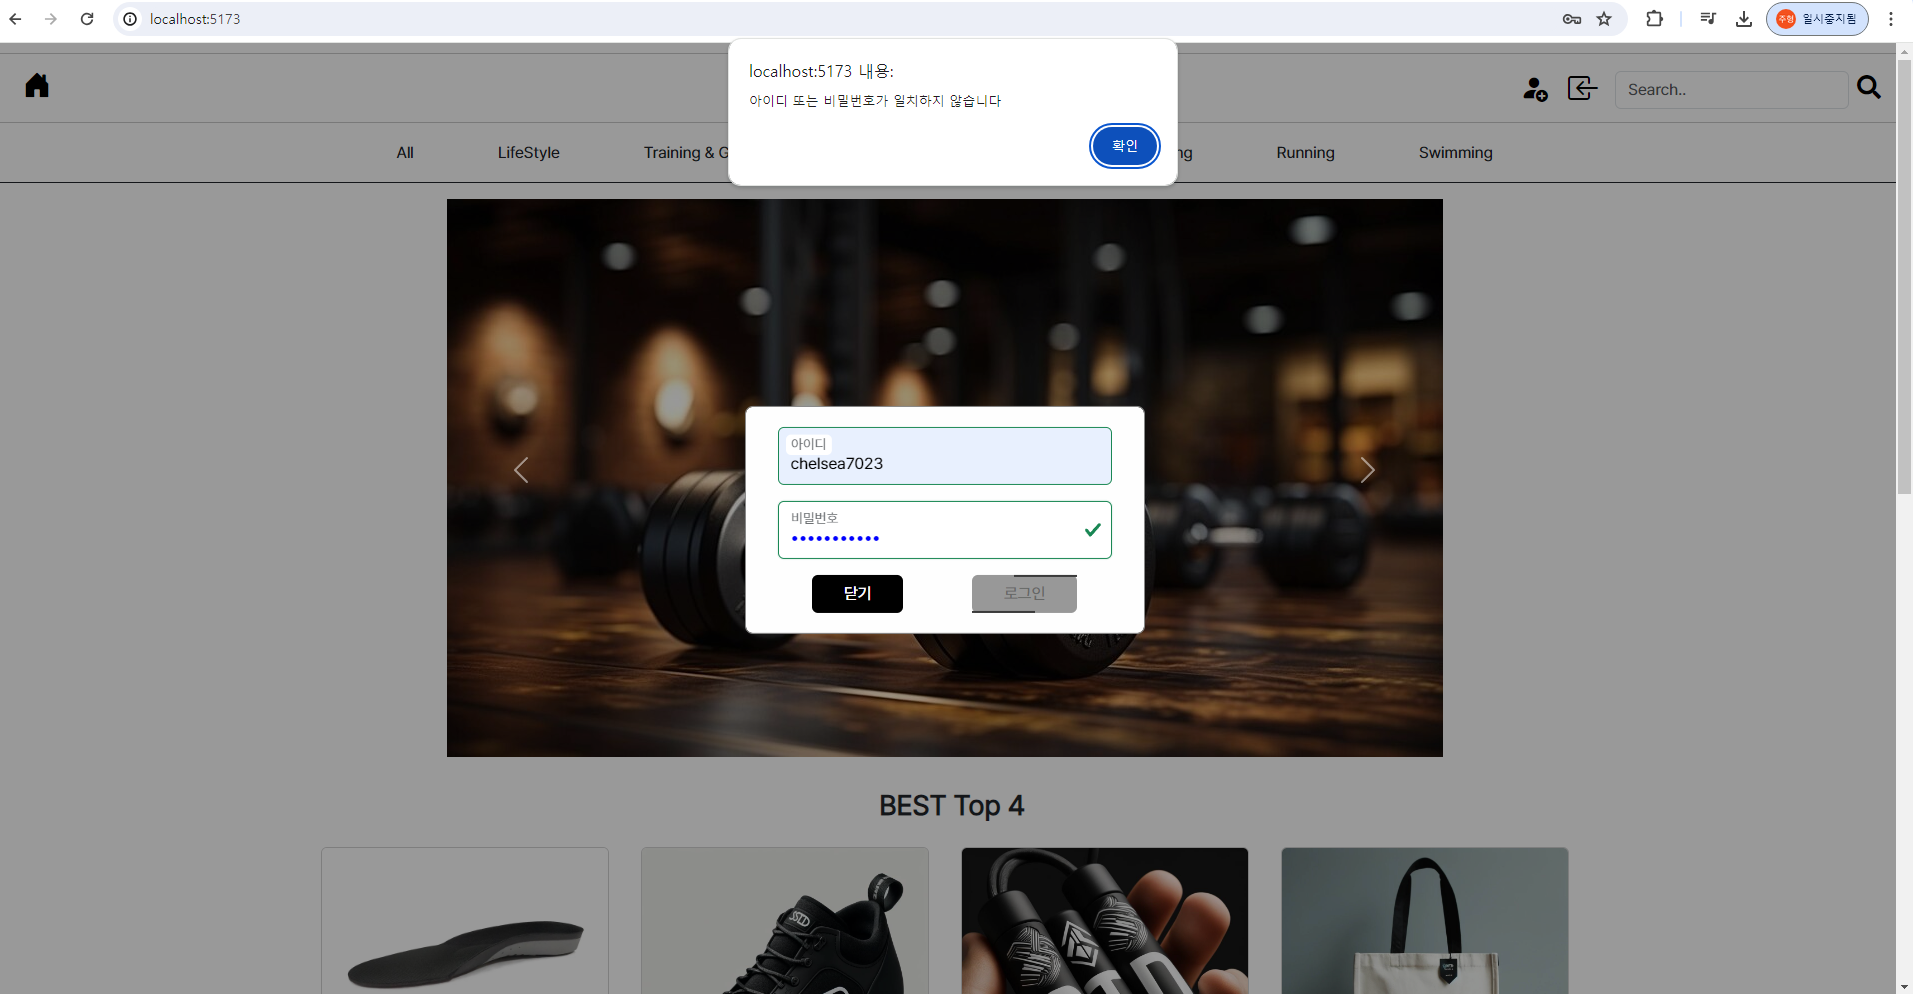 localhost:5173
주형 일시중지됨
localhost:5173 내용:
아이디 또는 비밀번호가 일치하지 않습니다
확인
Search..
All LifeStyle Training & G ng Running Swimming
아이디
chelsea7023
비밀번호
닫기 로그인
BEST Top 4